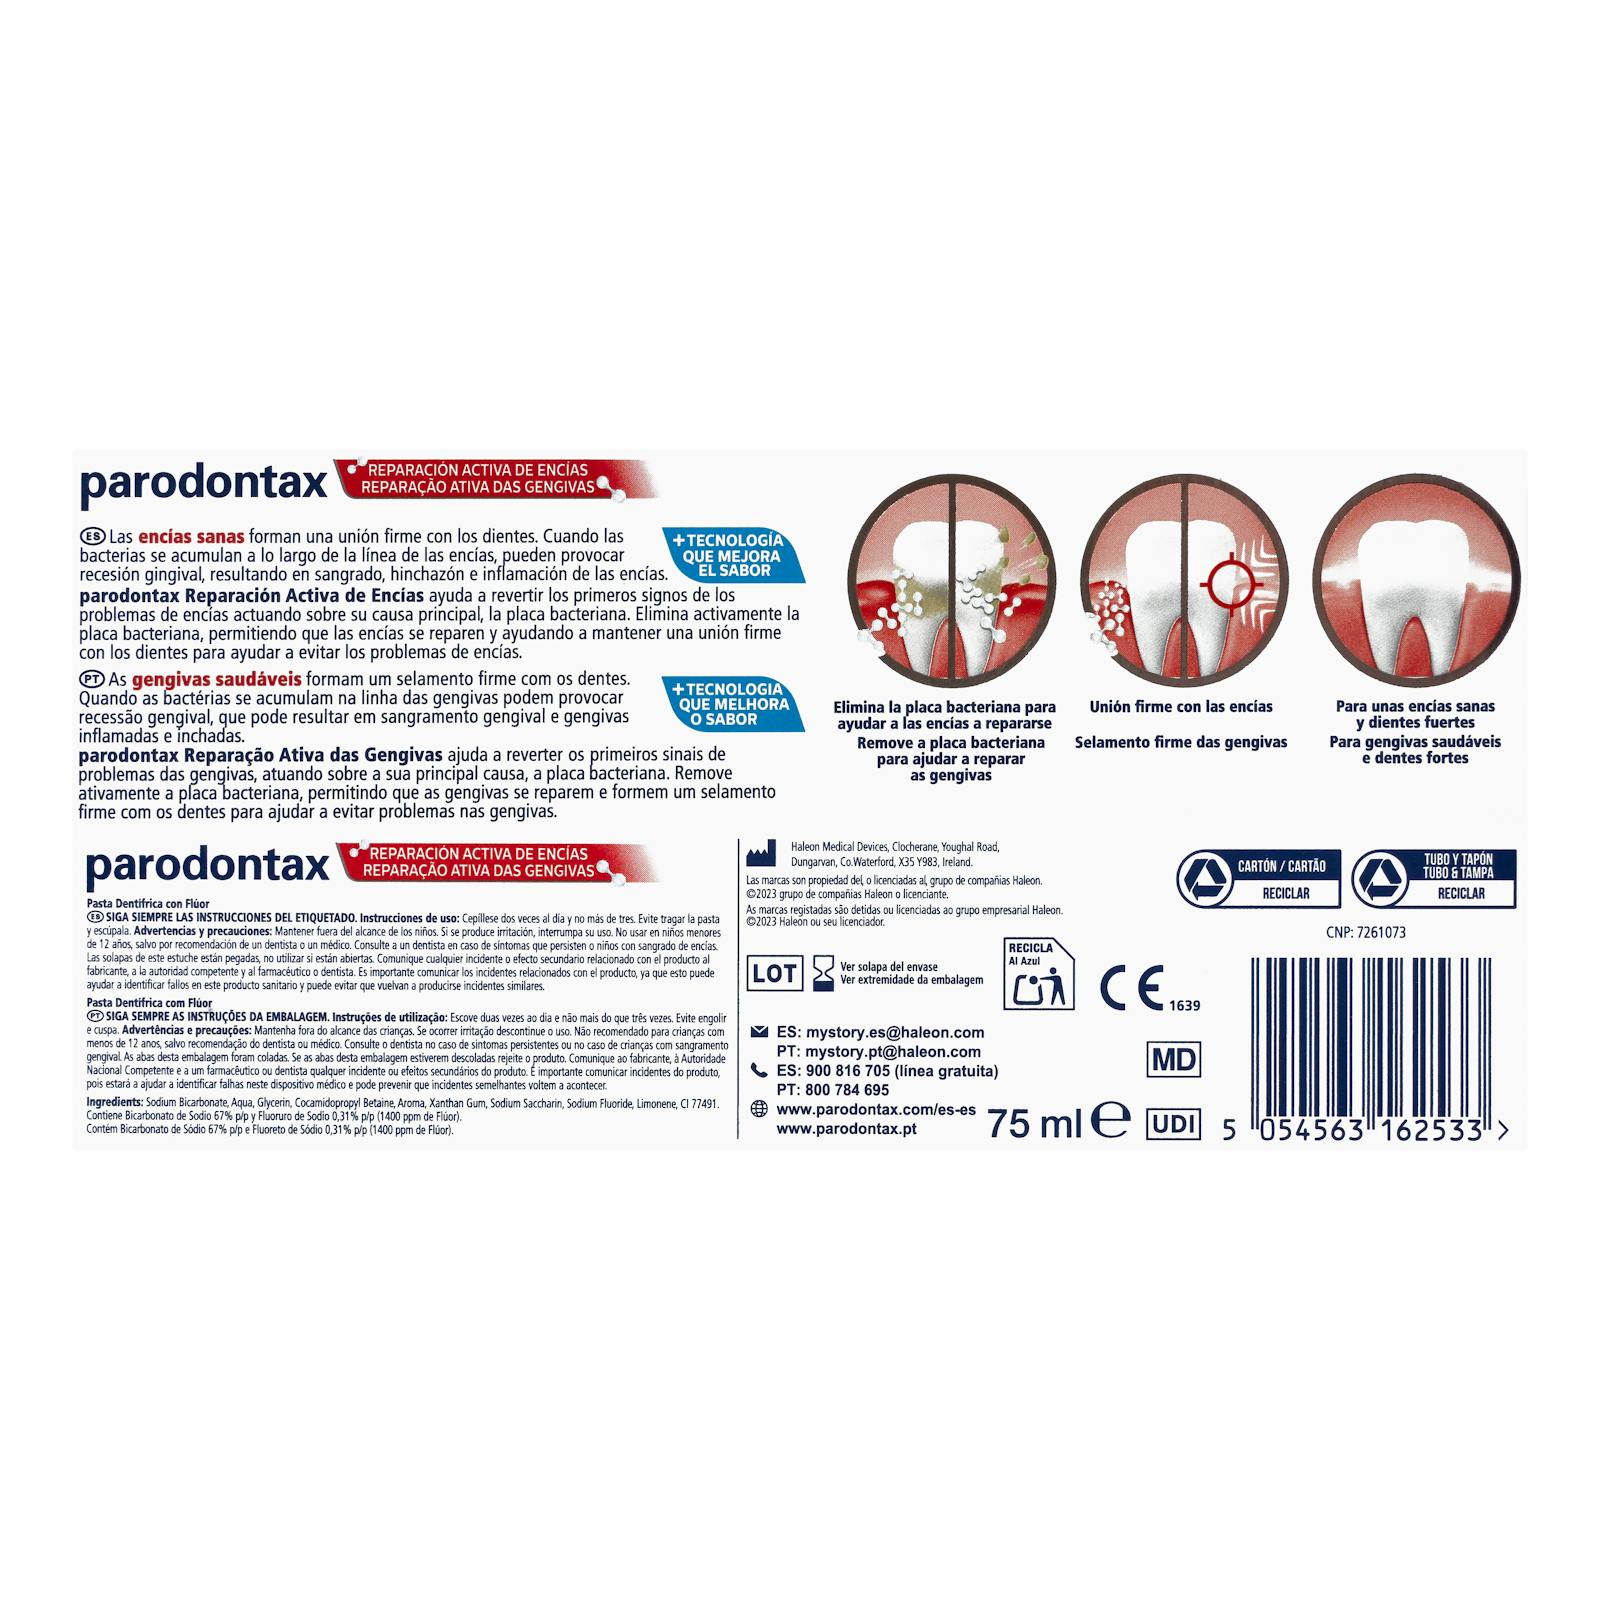 parodontax
REPARACIÓN ACTIVA DE ENCÍAS
REPARAÇÃO ATIVA DAS GENGIVAS
ES Las encías sanas forman una unión firme con los dientes. Cuando las
bacterias se acumulan a lo largo de la línea de las encías, pueden provocar
recesión gingival, resultando en sangrado, hinchazón e inflamación de las encías.
parodontax Reparación Activa de Encías ayuda a revertir los primeros signos de los
problemas de encías actuando sobre su causa principal, la placa bacteriana. Elimina activamente la
placa bacteriana, permitiendo que las encías se reparen y ayudando a mantener una unión firme
con los dientes para ayudar a evitar los problemas de encías.
+TECNOLOGÍA
QUE MEJORA
EL SABOR
PT As gengivas saudáveis formam um selamento firme com os dentes.
Quando as bactérias se acumulam na linha das gengivas podem provocar
recessão gengival, que pode resultar em sangramento gengival e gengivas
inflamadas e inchadas.
parodontax Reparação Ativa das Gengivas ajuda a reverter os primeiros sinais de
problemas das gengivas, atuando sobre a sua principal causa, a placa bacteriana. Remove
ativamente a placa bacteriana, permitindo que as gengivas se reparem e formem um selamento
firme com os dentes para ajudar a evitar problemas nas gengivas.
+TECNOLOGIA
QUE MELHORA
O SABOR
Elimina la placa bacteriana para
ayudar a las encías a repararse
Remove a placa bacteriana
para ajudar a reparar
as gengivas
Unión firme con las encías
Selamento firme das gengivas
Para unas encías sanas
y dientes fuertes
Para gengivas saudáveis
e dentes fortes
parodontax
REPARACIÓN ACTIVA DE ENCÍAS
REPARAÇÃO ATIVA DAS GENGIVAS
Pasta Dentífrica con Flúor
ES SIGA SIEMPRE LAS INSTRUCCIONES DEL ETIQUETADO. Instrucciones de uso: Cepíllese dos veces al día y no más de tres. Evite tragar la pasta
y escúpala. Advertencias y precauciones: Mantener fuera del alcance de los niños. Si se produce irritación, interrumpa su uso. No usar en niños menores
de 12 años, salvo por recomendación de un dentista o un médico. Consulte a un dentista en caso de síntomas que persisten o niños con sangrado de encías.
Las solapas de este estuche están pegadas, no utilizar si están abiertas. Comunique cualquier incidente o efecto secundario relacionado con el producto al
fabricante, a la autoridad competente y al farmacéutico o dentista. Es importante comunicar los incidentes relacionados con el producto, ya que esto puede
ayudar a identificar fallos en este producto sanitario y puede evitar que vuelvan a producirse incidentes similares.
Pasta Dentífrica com Flúor
PT SIGA SEMPRE AS INSTRUÇÕES DA EMBALAGEM. Instruções de utilização: Escove duas vezes ao dia e não mais do que três vezes. Evite engolir
e cuspa. Advertências e precauções: Mantenha fora do alcance das crianças. Se ocorrer irritação descontinue o uso. Não recomendado para crianças com
menos de 12 anos, salvo recomendação do dentista ou médico. Consulte o dentista no caso de sintomas persistentes ou no caso de crianças com sangramento
gengival. As abas desta embalagem foram coladas. Se as abas desta embalagem estiverem descoladas rejeite o produto. Comunique ao fabricante, à Autoridade
Nacional Competente e a um farmacêutico ou dentista qualquer incidente ou efeitos secundários do produto. É importante comunicar incidentes do produto,
pois estará a ajudar a identificar falhas neste dispositivo médico e pode prevenir que incidentes semelhantes voltem a acontecer.
Ingredients: Sodium Bicarbonate, Aqua, Glycerin, Cocamidopropyl Betaine, Aroma, Xanthan Gum, Sodium Saccharin, Sodium Fluoride, Limonene, CI 77491.
Contiene Bicarbonato de Sodio 67% p/p y Fluoruro de Sodio 0,31% p/p (1400 ppm de Flúor).
Contém Bicarbonato de Sódio 67% p/p e Fluoreto de Sódio 0,31% p/p (1400 ppm de Flúor).
Haleon Medical Devices, Clocherane, Youghal Road,
Dungarvan, Co.Waterford, X35 Y983, Ireland.
Las marcas son propiedad del, o licenciadas al, grupo de compañías Haleon.
©2023 grupo de compañías Haleon o licenciante.
As marcas registadas são detidas ou licenciadas ao grupo empresarial Haleon.
©2023 Haleon ou seu licenciador.
LOT
Ver solapa del envase
Ver extremidade da embalagem
RECICLA
Al Azul
CE 1639
ES: mystory.es@haleon.com
PT: mystory.pt@haleon.com
ES: 900 816 705 (línea gratuita)
PT: 800 784 695
www.parodontax.com/es-es
www.parodontax.pt
75 ml e
MD
UDI
CARTÓN / CARTÃO
RECICLAR
TUBO Y TAPÓN
TUBO & TAMPA
RECICLAR
CNP: 7261073
5 054563 162533 >